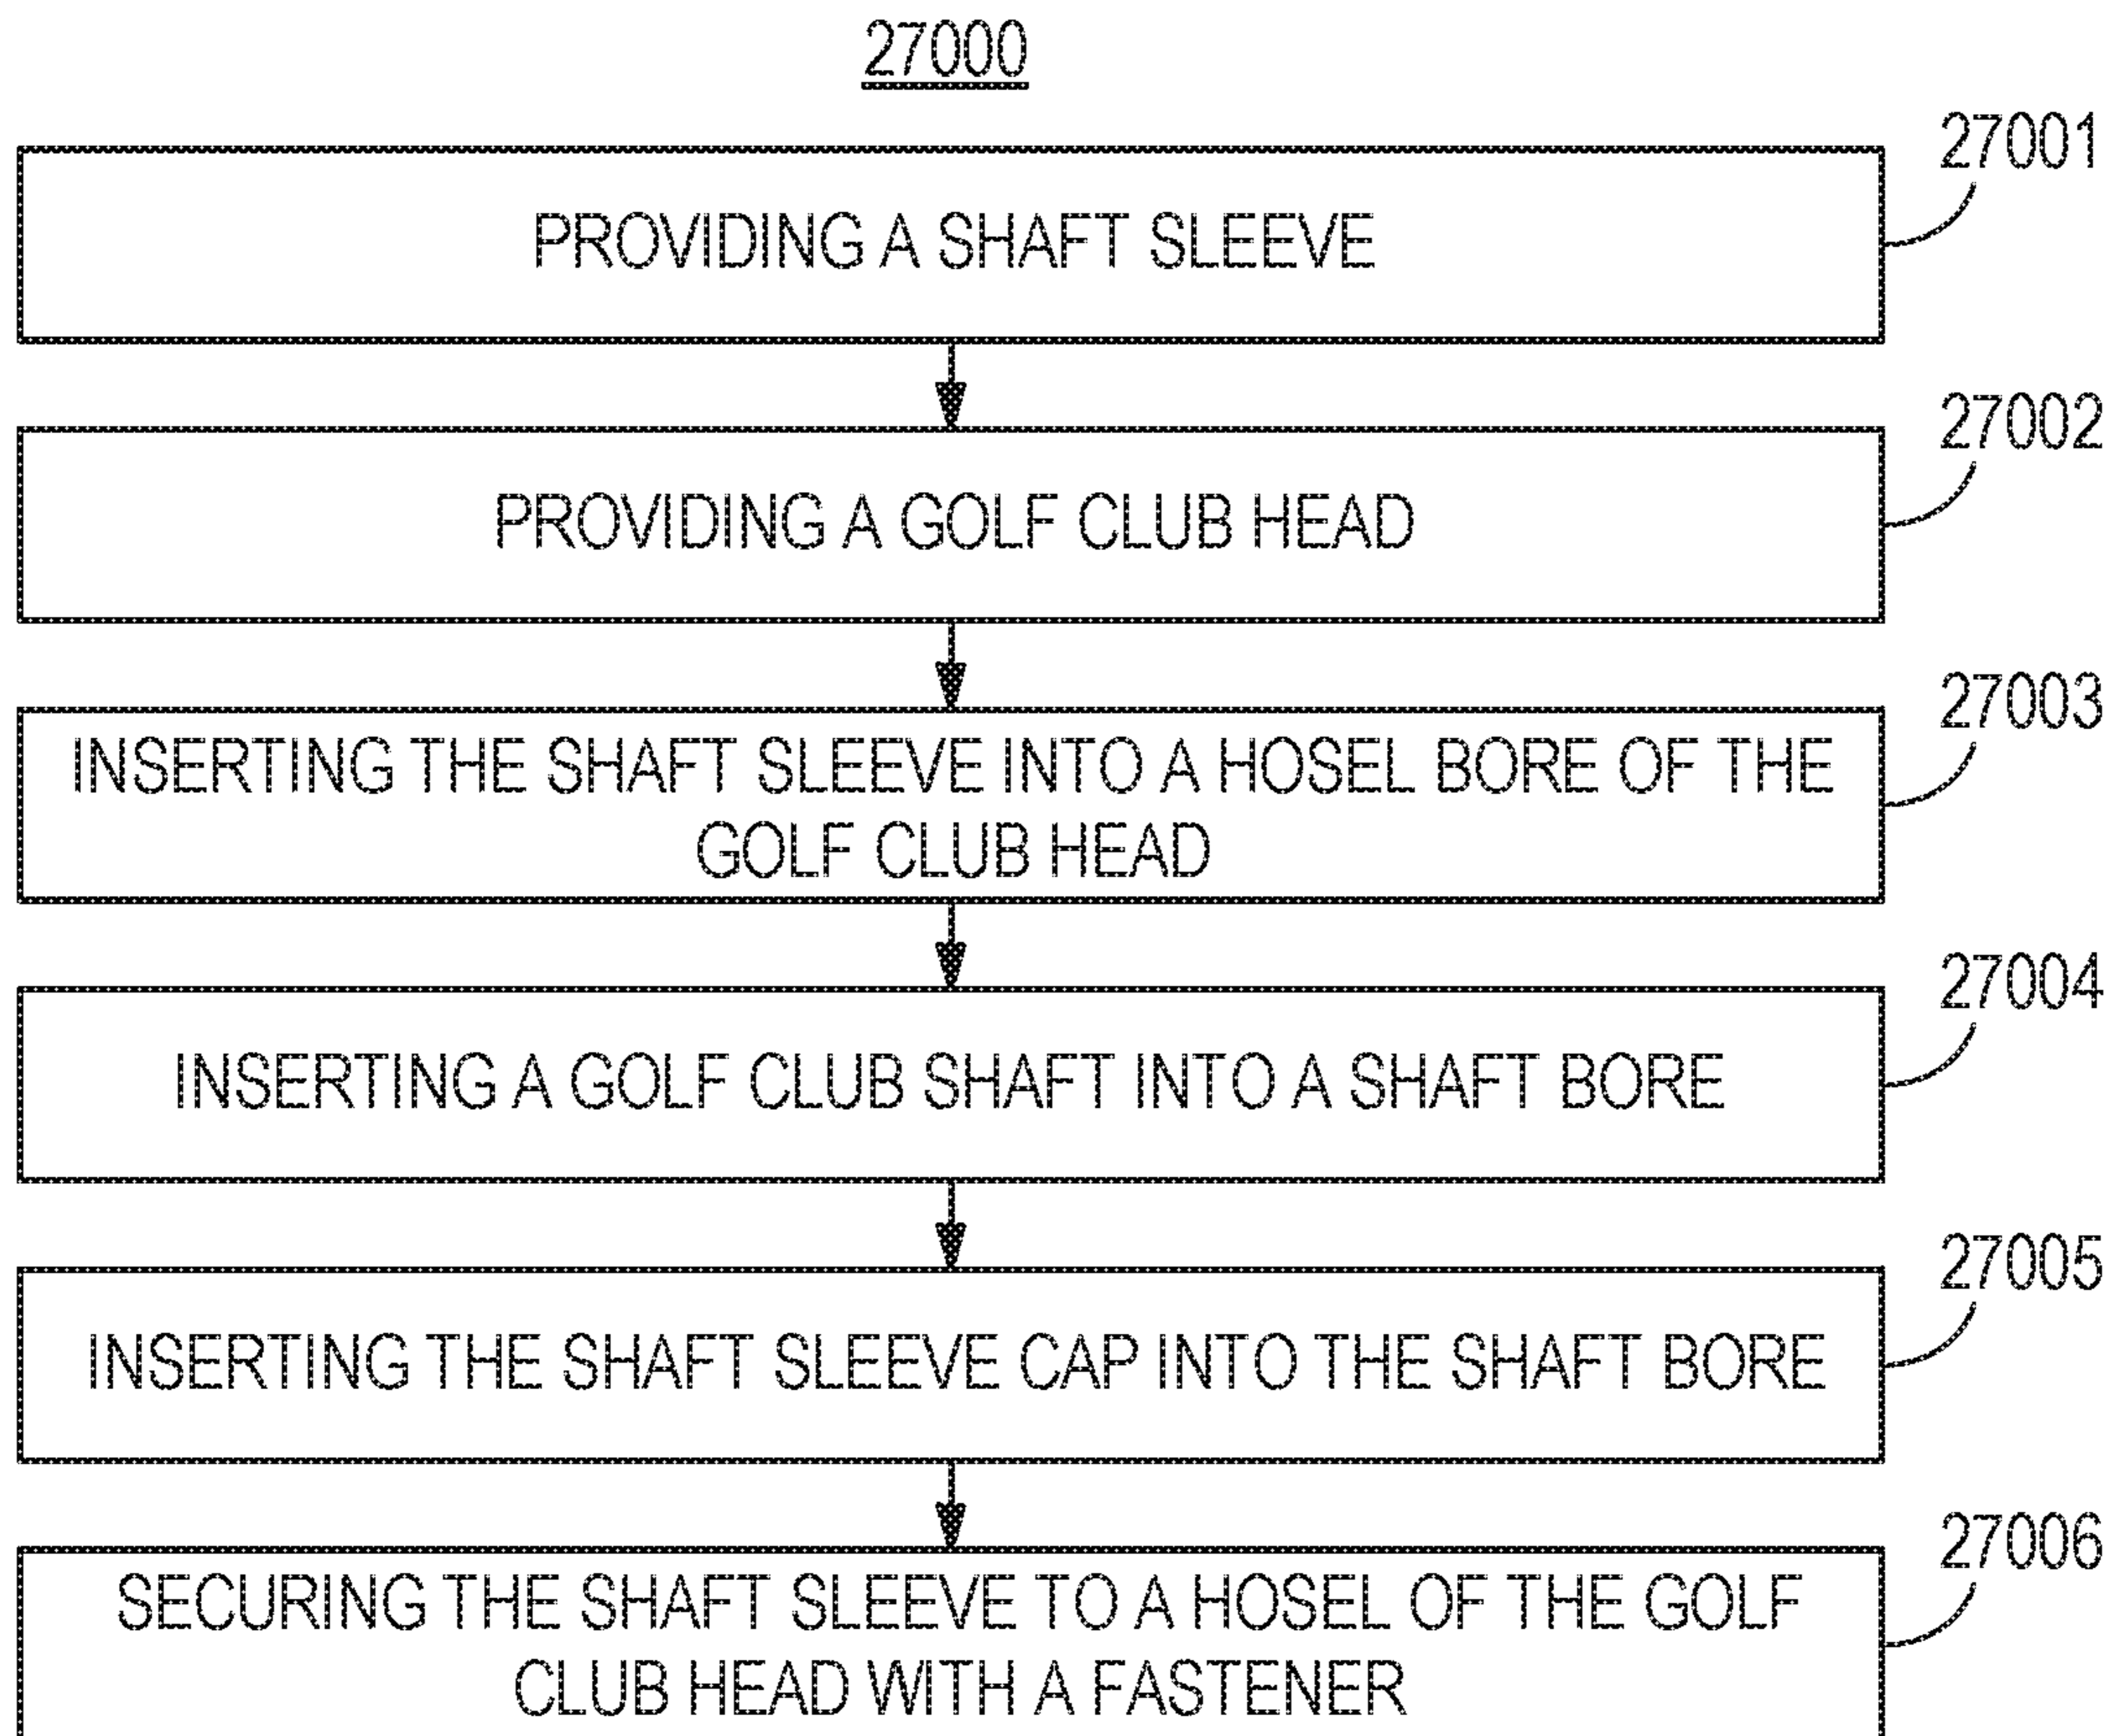 27000
27001
PROVIDING A SHAFT SLEEVE
27002
PROVIDING A GOLF CLUB HEAD
27003
INSERTING THE SHAFT SLEEVE INTO A HOSEL BORE OF THE
GOLF CLUB HEAD
27004
INSERTING A GOLF CLUB SHAFT INTO A SHAFT BORE
27005
INSERTING THE SHAFT SLEEVE CAP INTO THE SHAFT BORE
27006
SECURING THE SHAFT SLEEVE TO A HOSEL OF THE GOLF
CLUB HEAD WITH A FASTENER